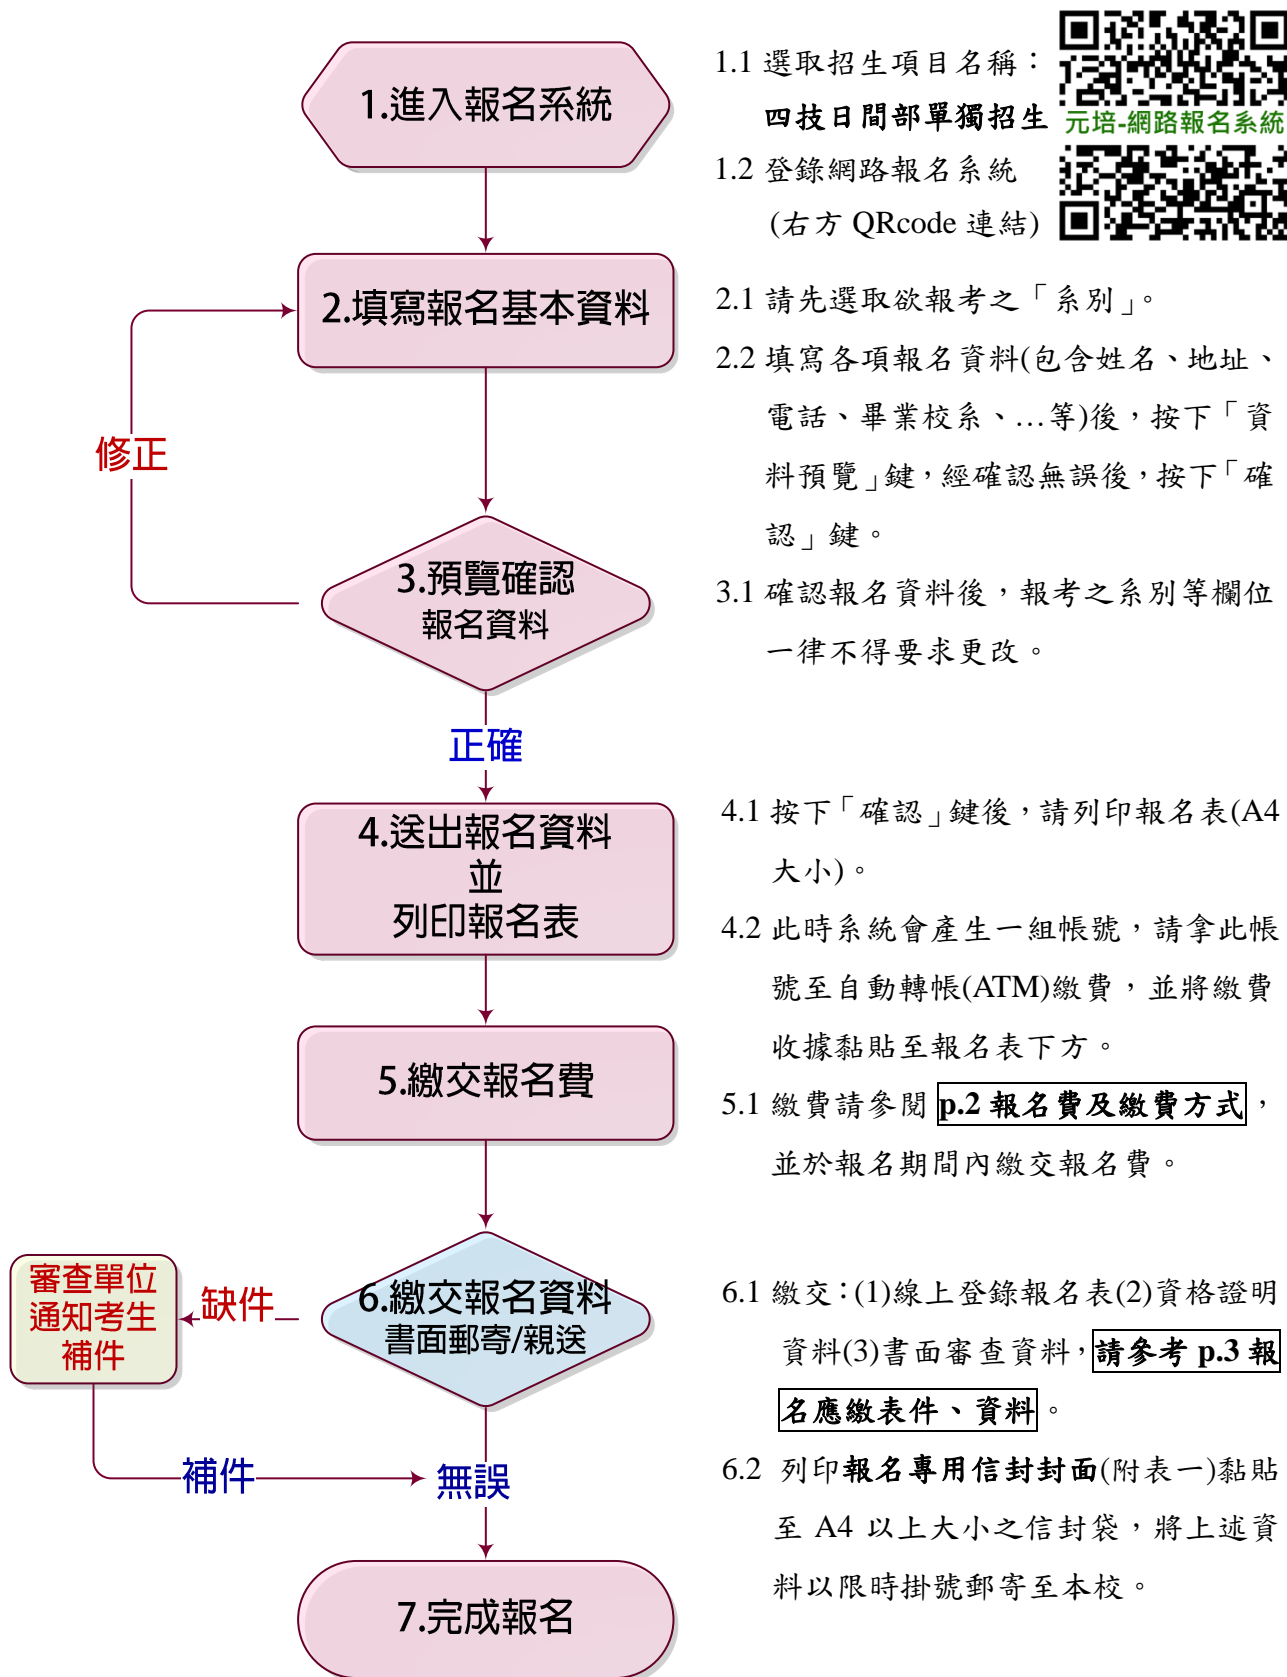 1.進入報名系統
2.填寫報名基本資料
修正
3.預覽確認
報名資料
正確
4.送出報名資料
並
列印報名表
5.繳交報名費
6.繳交報名資料
書面郵寄/親送
缺件
審查單位
通知考生
補件
補件
無誤
7.完成報名
1.1 選取招生項目名稱：
四技日間部單獨招生
1.2 登錄網路報名系統
(右方 QRcode 連結)
元培-網路報名系統
2.1 請先選取欲報考之「系別」。
2.2 填寫各項報名資料(包含姓名、地址、
電話、畢業校系、…等)後，按下「資
料預覽」鍵，經確認無誤後，按下「確
認」鍵。
3.1 確認報名資料後，報考之系別等欄位
一律不得要求更改。
4.1 按下「確認」鍵後，請列印報名表(A4
大小)。
4.2 此時系統會產生一組帳號，請拿此帳
號至自動轉帳(ATM)繳費，並將繳費
收據黏貼至報名表下方。
5.1 繳費請參閱 p.2 報名費及繳費方式，
並於報名期間內繳交報名費。
6.1 繳交：(1)線上登錄報名表(2)資格證明
資料(3)書面審查資料，請參考 p.3 報
名應繳表件、資料。
6.2 列印報名專用信封封面(附表一)黏貼
至 A4 以上大小之信封袋，將上述資
料以限時掛號郵寄至本校。